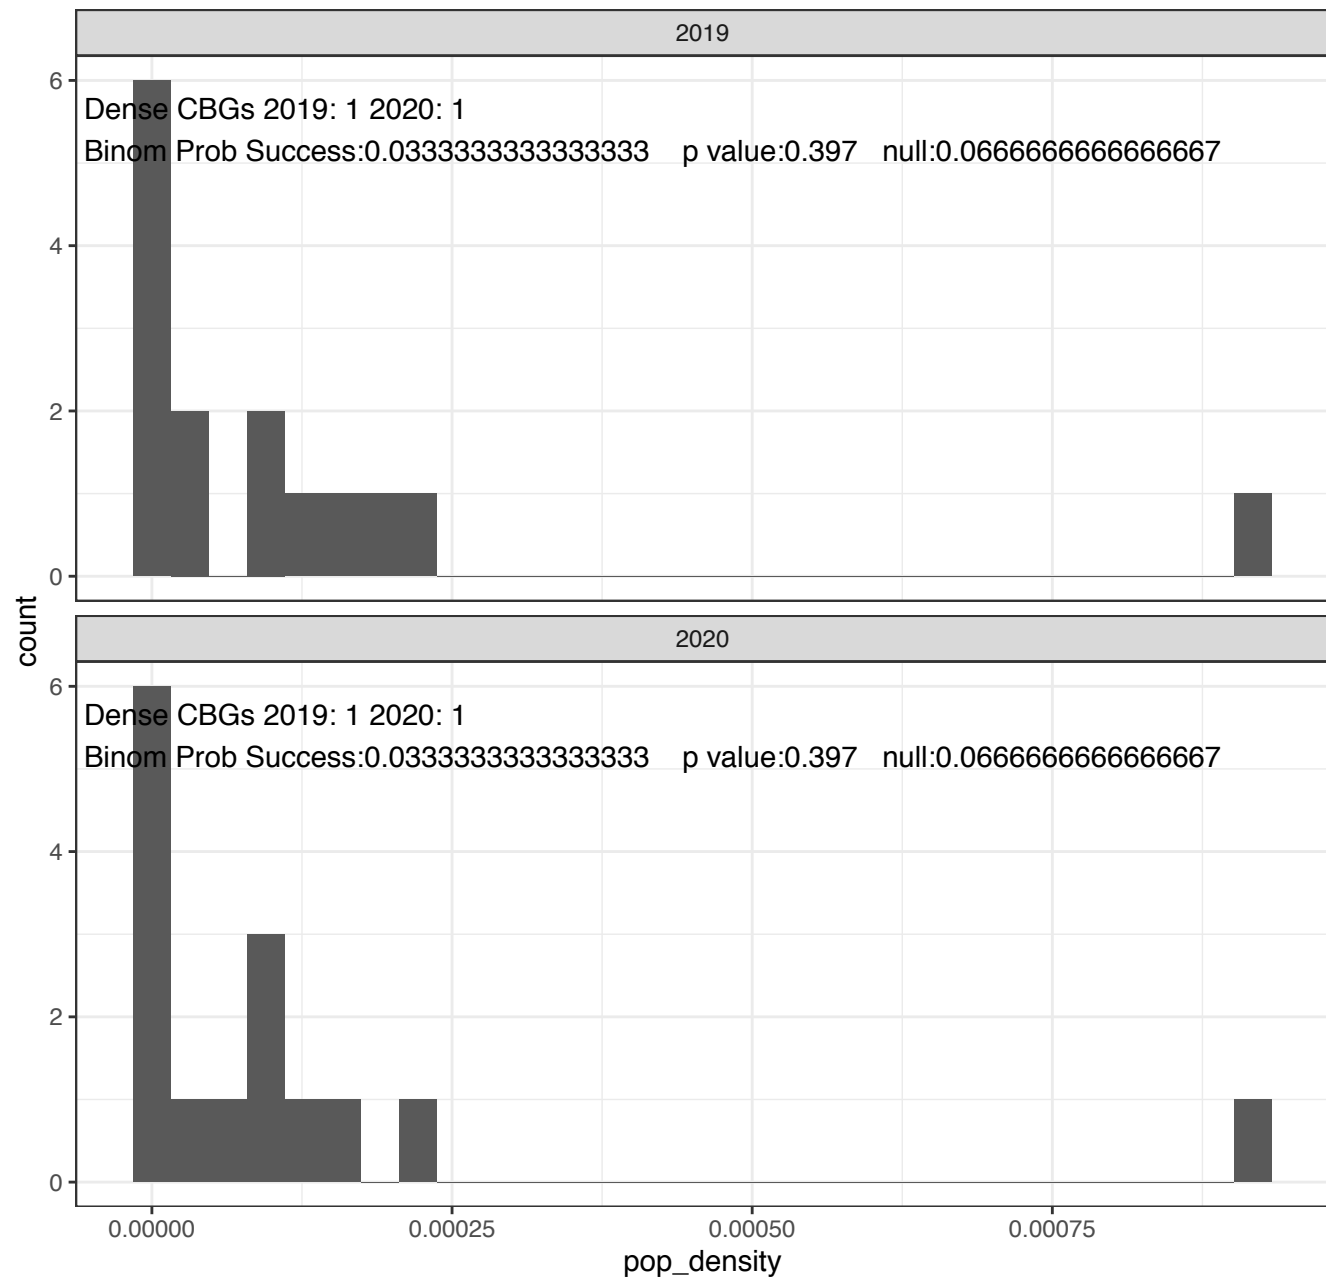 2019
6
Dense CBGs 2019: 1 2020: 1
Binom Prob Success:0.0333333333333333 p value:0.397 null:0.0666666666666667
4
2
0
count
2020
6
Dense CBGs 2019: 1 2020: 1
Binom Prob Success:0.0333333333333333 p value:0.397 null:0.0666666666666667
4
2
0
0.00000 0.00025 0.00050 0.00075
pop_density